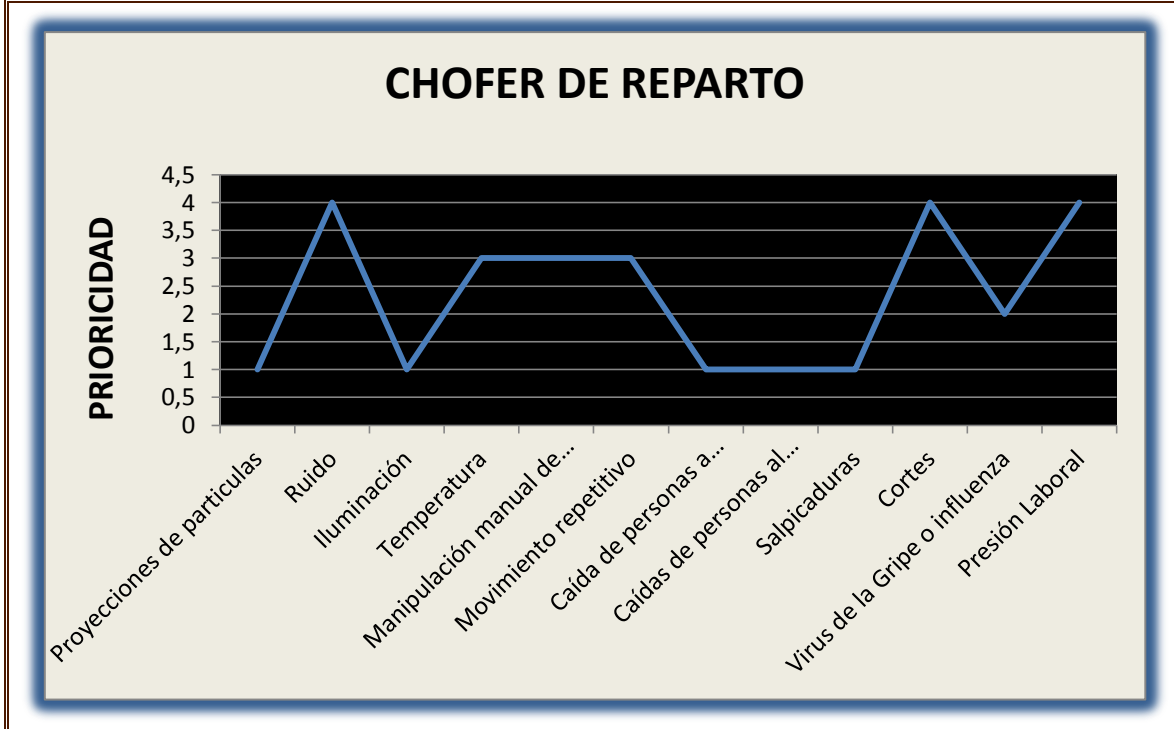 CHOFER DE REPARTO
PRIORICIDAD
4,5
4
3,5
3
2,5
2
1,5
1
0,5
0
Proyecciones de particulas
Ruido
Iluminación
Temperatura
Manipulación manual de...
Movimiento repetitivo
Caída de personas a...
Caídas de personas al...
Salpicaduras
Cortes
Virus de la Gripe o influenza
Presión Laboral